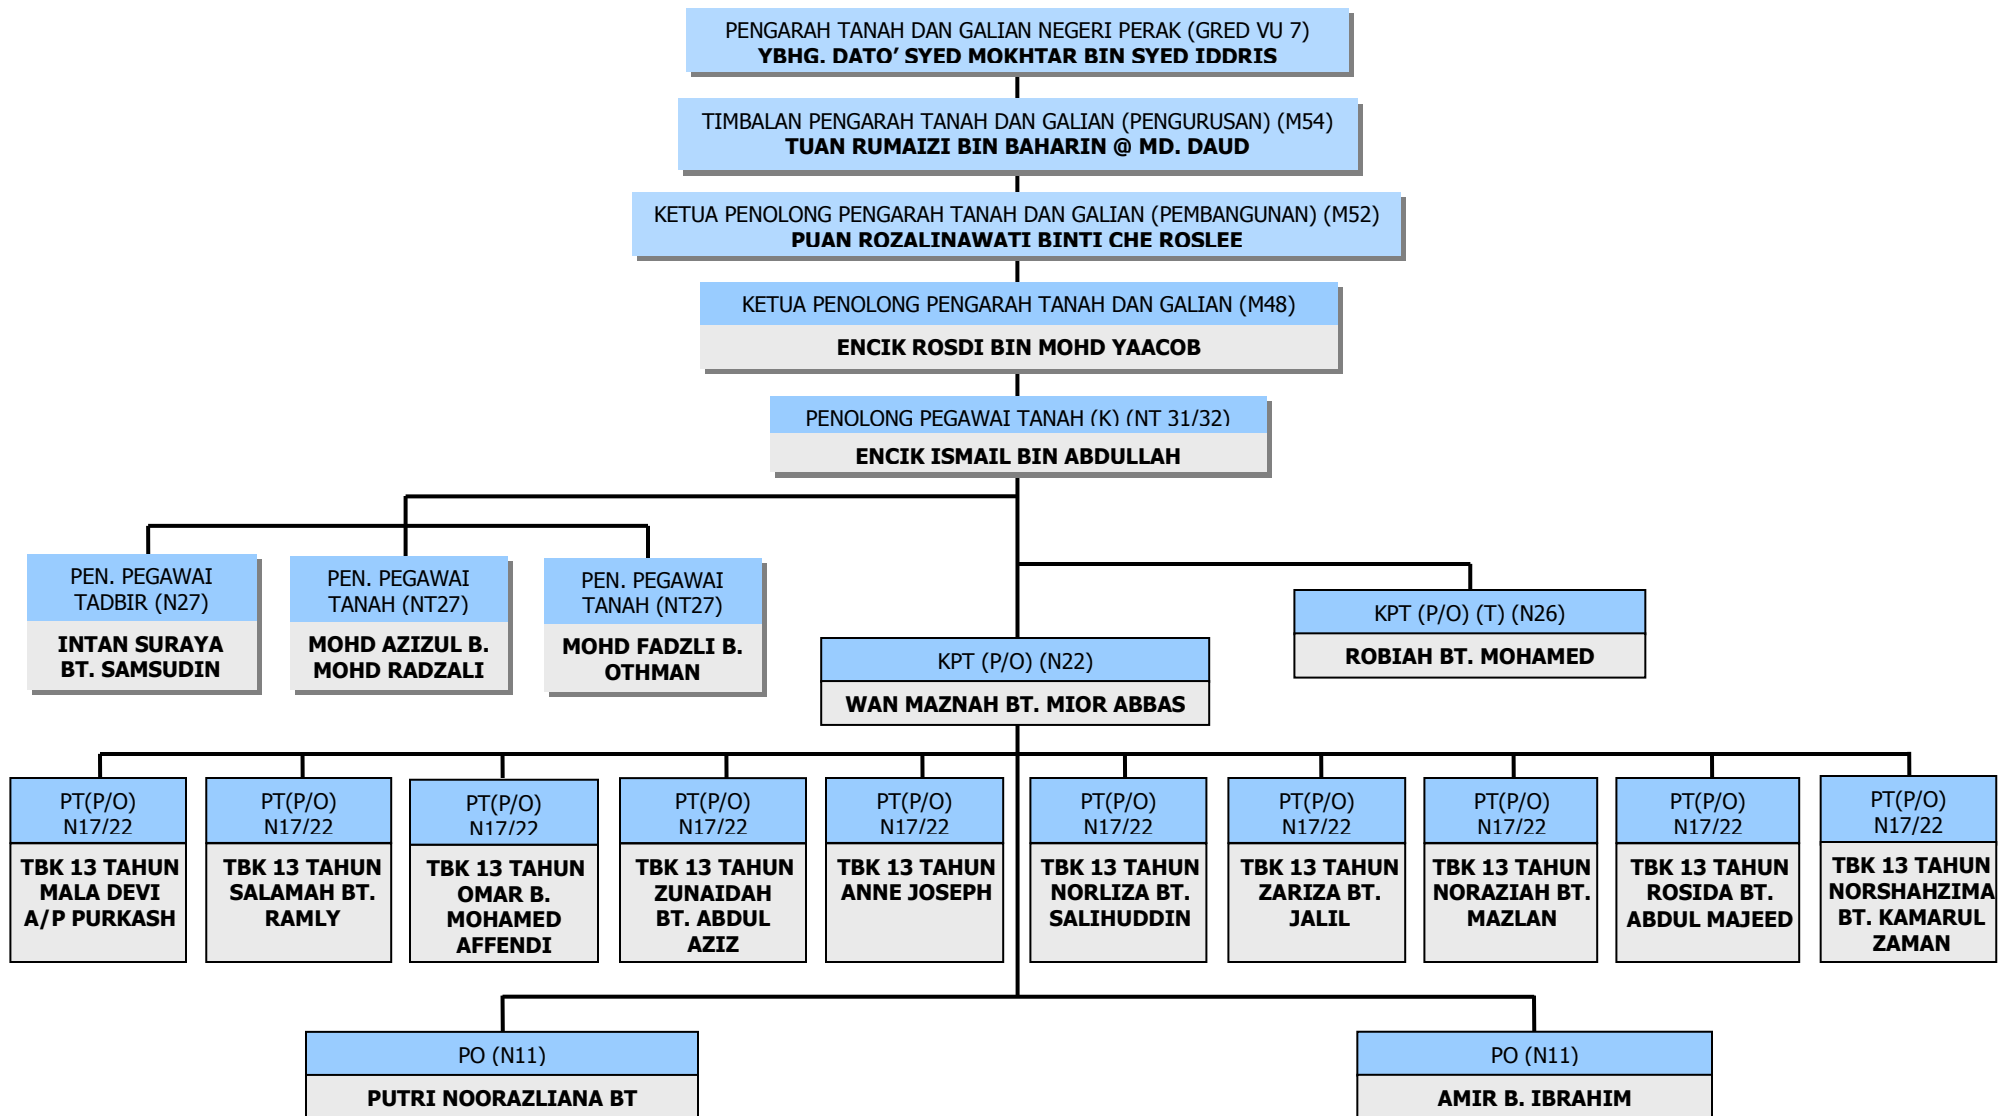 PENGARAH TANAH DAN GALIAN NEGERI PERAK (GRED VU 7)
YBHG. DATO’ SYED MOKHTAR BIN SYED IDDRIS
TIMBALAN PENGARAH TANAH DAN GALIAN (PENGURUSAN) (M54)
TUAN RUMAIZI BIN BAHARIN @ MD. DAUD
KETUA PENOLONG PENGARAH TANAH DAN GALIAN (PEMBANGUNAN) (M52)
PUAN ROZALINAWATI BINTI CHE ROSLEE
KETUA PENOLONG PENGARAH TANAH DAN GALIAN (M48)
ENCIK ROSDI BIN MOHD YAACOB
PENOLONG PEGAWAI TANAH (K) (NT 31/32)
ENCIK ISMAIL BIN ABDULLAH
PEN. PEGAWAI
TADBIR (N27)
INTAN SURAYA
BT. SAMSUDIN
PEN. PEGAWAI
TANAH (NT27)
MOHD AZIZUL B.
MOHD RADZALI
PEN. PEGAWAI
TANAH (NT27)
MOHD FADZLI B.
OTHMAN
KPT (P/O) (N22)
WAN MAZNAH BT. MIOR ABBAS
KPT (P/O) (T) (N26)
ROBIAH BT. MOHAMED
PT(P/O)
N17/22
TBK 13 TAHUN
MALA DEVI
A/P PURKASH
PT(P/O)
N17/22
TBK 13 TAHUN
SALAMAH BT.
RAMLY
PT(P/O)
N17/22
TBK 13 TAHUN
OMAR B.
MOHAMED
AFFENDI
PT(P/O)
N17/22
TBK 13 TAHUN
ZUNAIDAH
BT. ABDUL
AZIZ
PT(P/O)
N17/22
TBK 13 TAHUN
ANNE JOSEPH
PT(P/O)
N17/22
TBK 13 TAHUN
NORLIZA BT.
SALIHUDDIN
PT(P/O)
N17/22
TBK 13 TAHUN
ZARIZA BT.
JALIL
PT(P/O)
N17/22
TBK 13 TAHUN
NORAZIAH BT.
MAZLAN
PT(P/O)
N17/22
TBK 13 TAHUN
ROSIDA BT.
ABDUL MAJEED
PT(P/O)
N17/22
TBK 13 TAHUN
NORSHAHZIMA
BT. KAMARUL
ZAMAN
PO (N11)
PUTRI NOORAZLIANA BT
PO (N11)
AMIR B. IBRAHIM